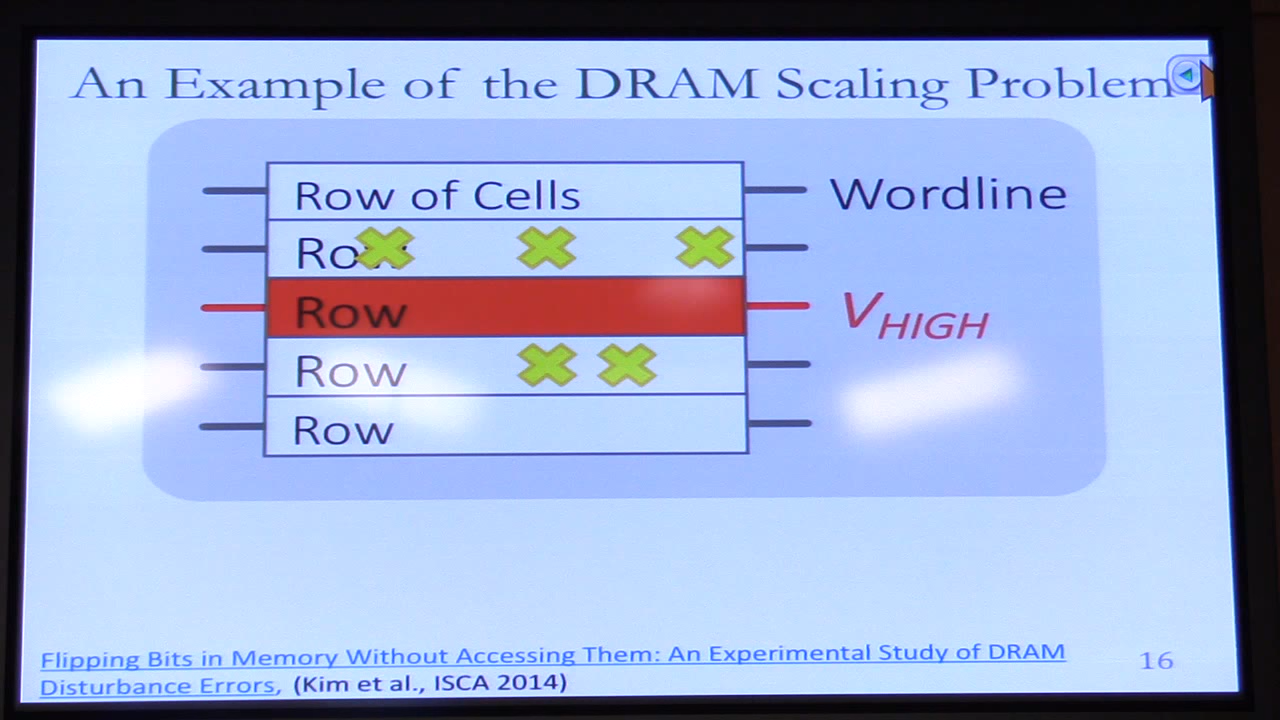 An Example of the DRAM Scaling Problem
Row of Cells
Wordline
Row
Row
V HIGH
Row
Row
Flipping Bits in Memory Without Accessing Them: An Experimental Study of DRAM
Disturbance Errors, (Kim et al., ISCA 2014)
16